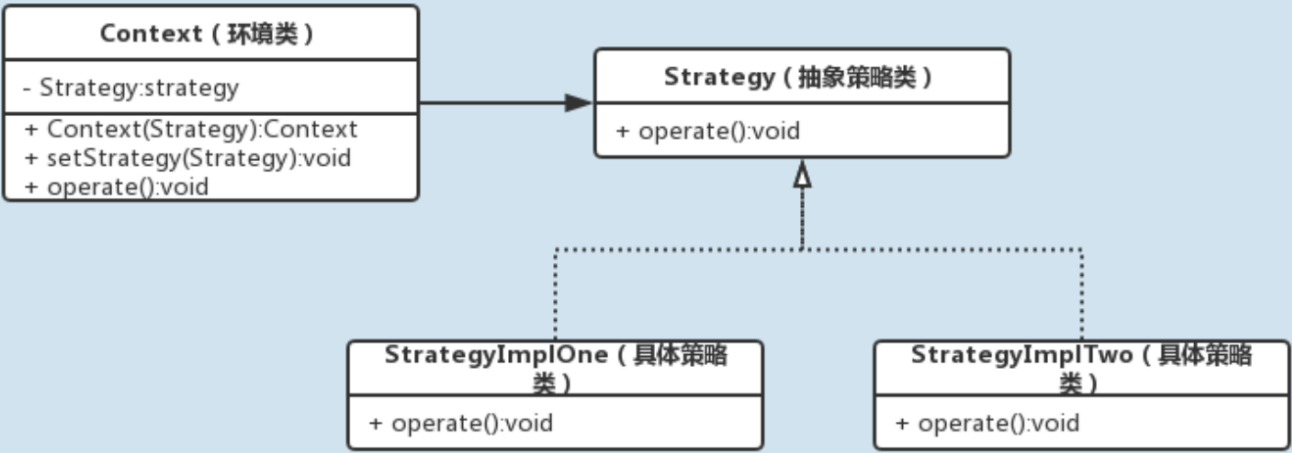 Context（环境类）
- Strategy:strategy
+ Context(Strategy):Context
+ setStrategy(Strategy):void
+ operate():void
Strategy（抽象策略类）
+ operate():void
StrategyImplOne（具体策略
类）
+ operate():void
StrategyImplTwo（具体策略
类）
+ operate():void